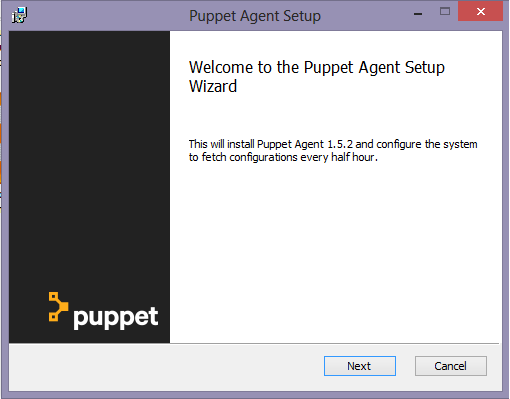 Puppet Agent Setup
Welcome to the Puppet Agent Setup
Wizard
This will install Puppet Agent 1.5.2 and configure the system
to fetch configurations every half hour.
puppet
Next
Cancel